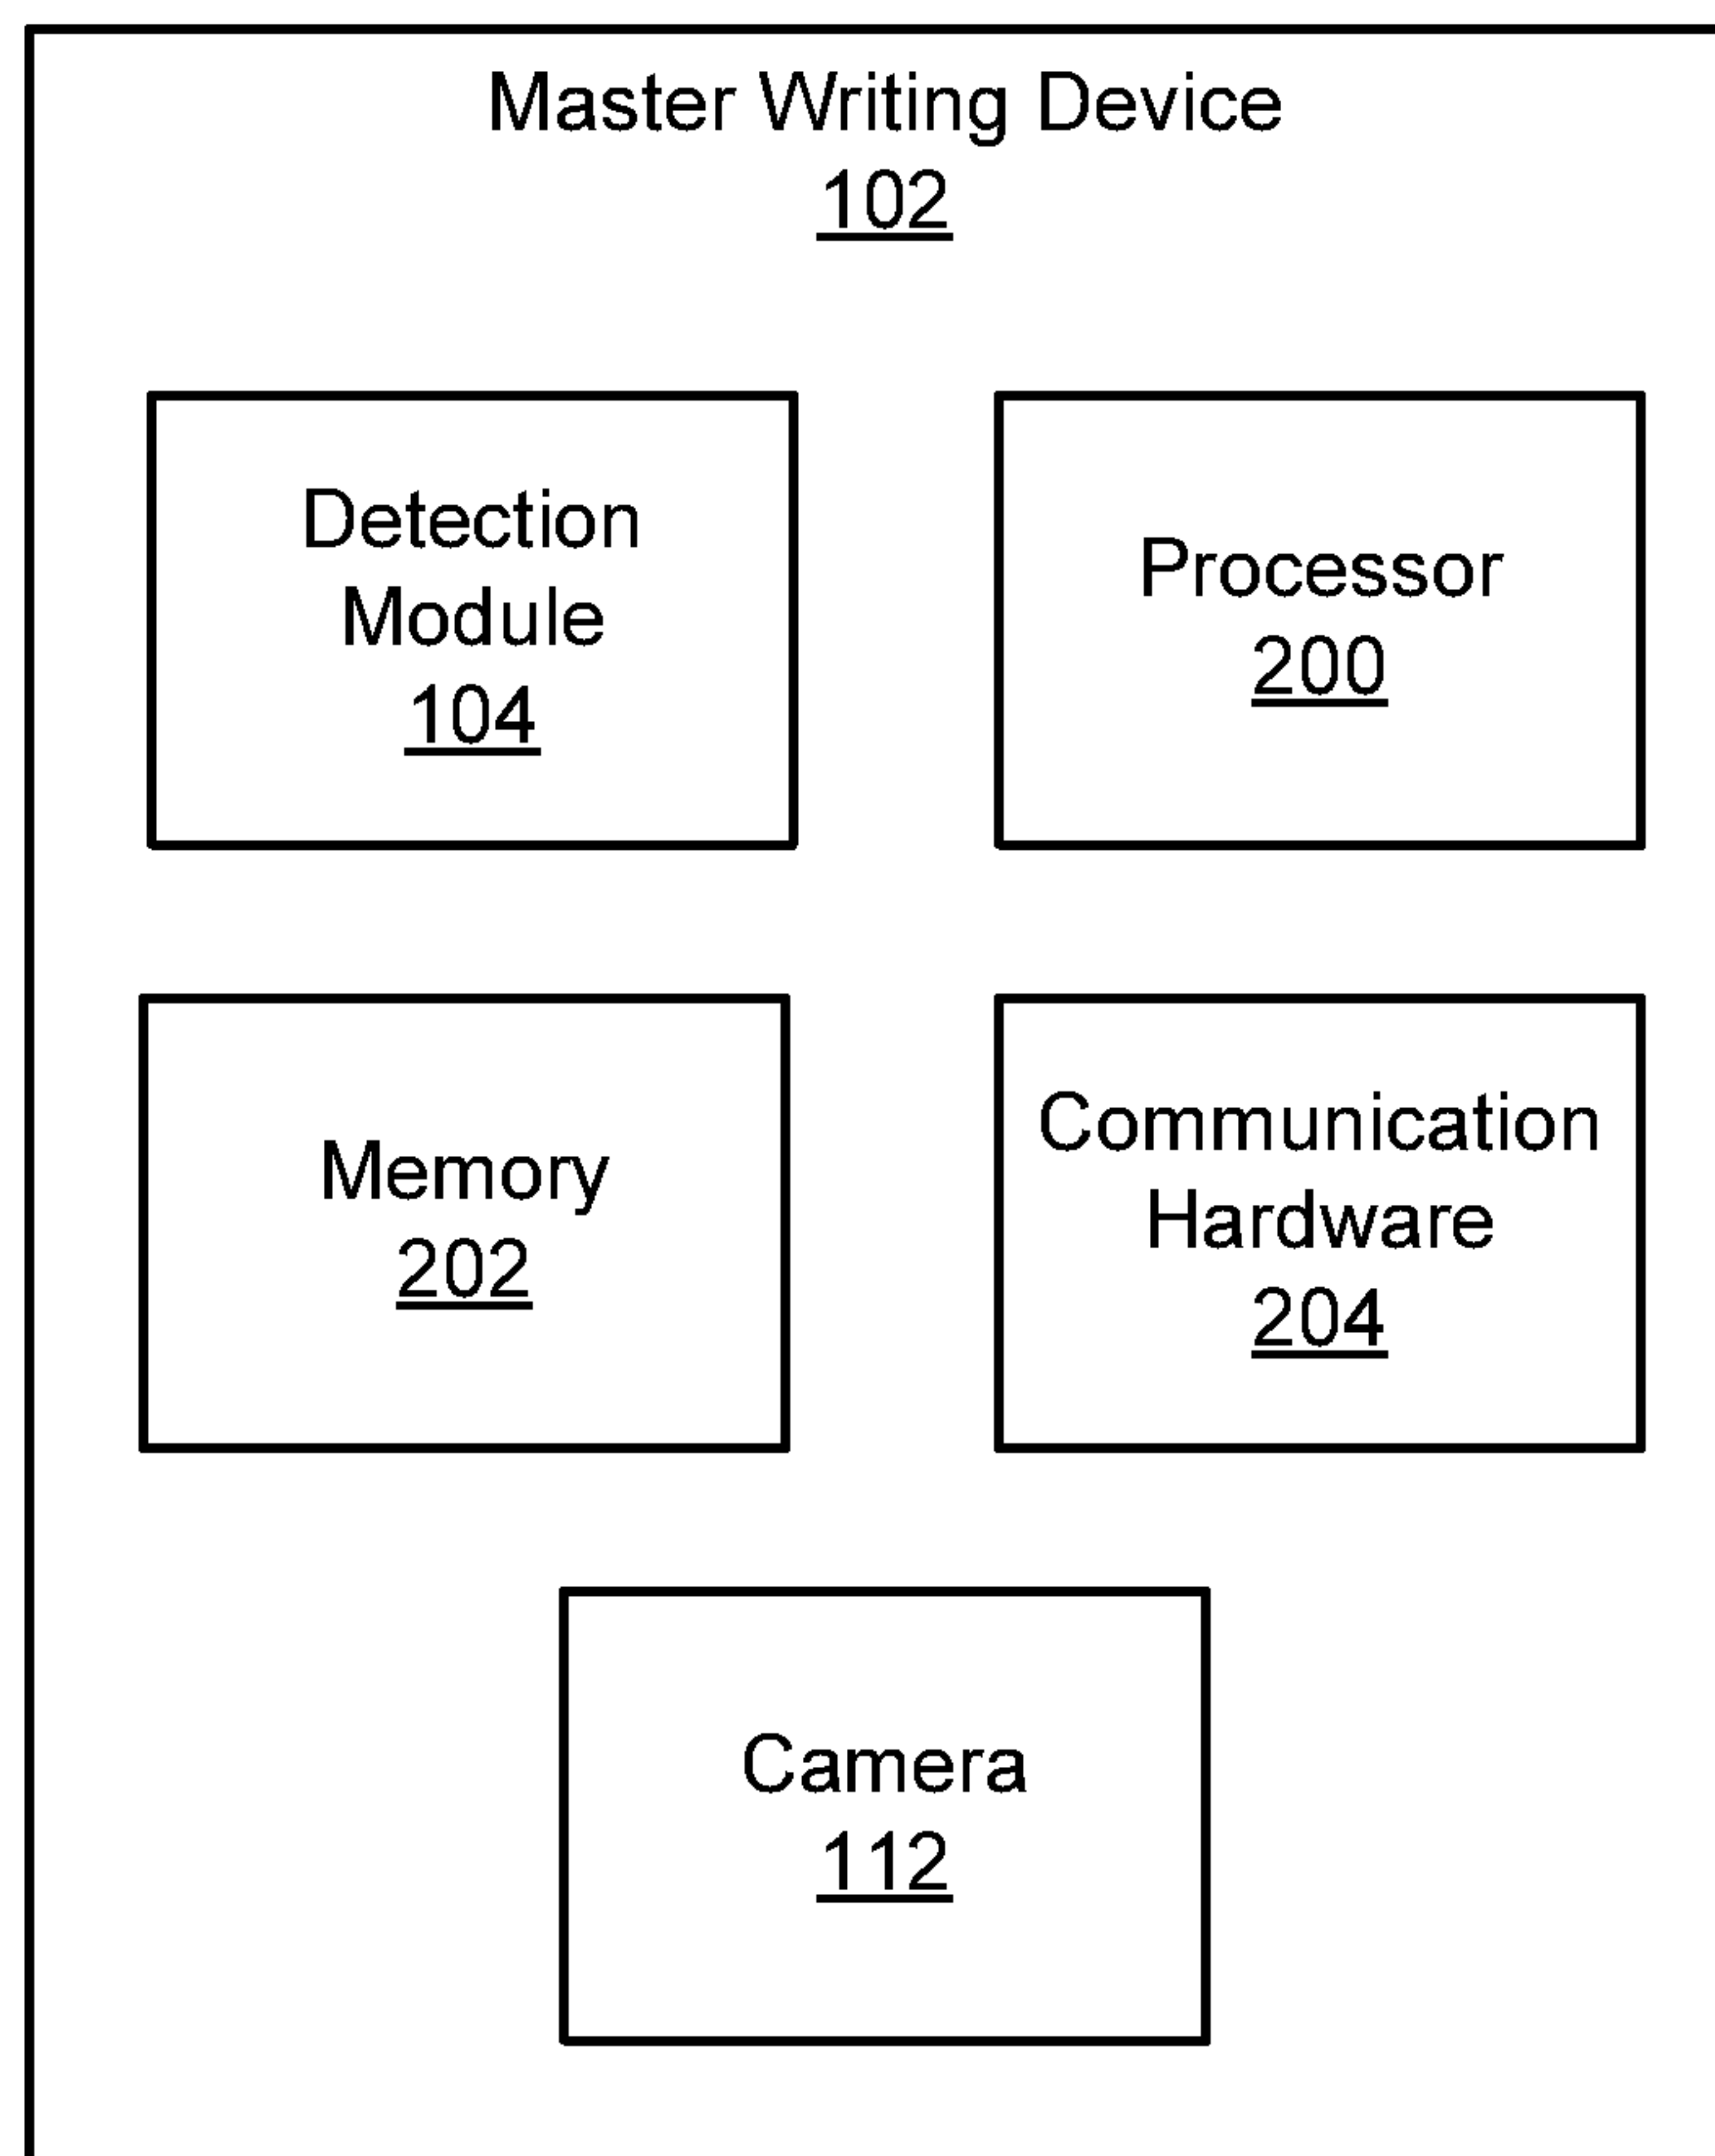 Master Writing Device
102
Detection
Module
104
Processor
200
Memory
202
Communication
Hardware
204
Camera
112